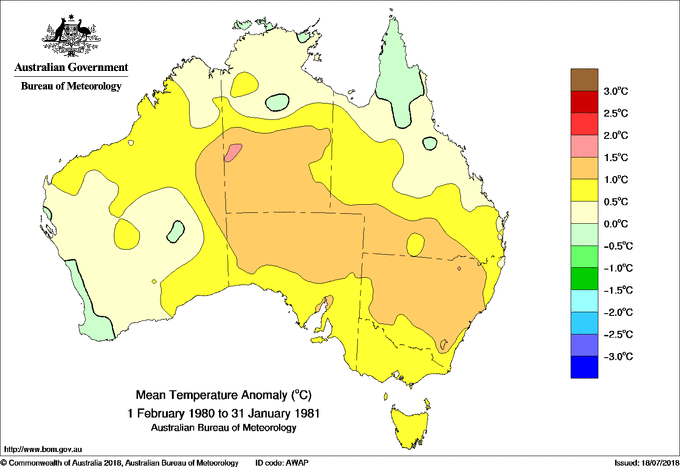 Australian Government
Bureau of Meteorology
3.0°C
2.5°C
2.0°C
1.5°C
1.0°C
0.5°C
0.0°C
-0.5°C
-1.0°C
-1.5°C
-2.0°C
-2.5°C
-3.0°C
Mean Temperature Anomaly (°C)
1 February 1980 to 31 January 1981
Australian Bureau of Meteorology
http://www.bom.gov.au
© Commonwealth of Australia 2018, Australian Bureau of Meteorology ID code: AWAP Issued: 18/07/2018